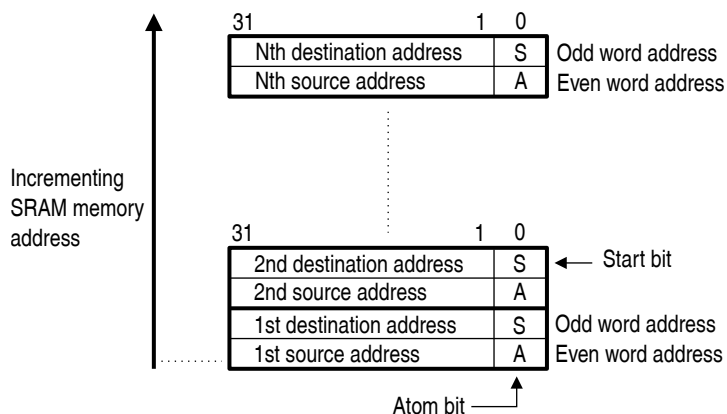 31 1 0
Nth destination address S Odd word address
Nth source address A Even word address
Incrementing
SRAM memory
address
31 1 0
2nd destination address S Start bit
2nd source address A
1st destination address S Odd word address
1st source address A Even word address
Atom bit